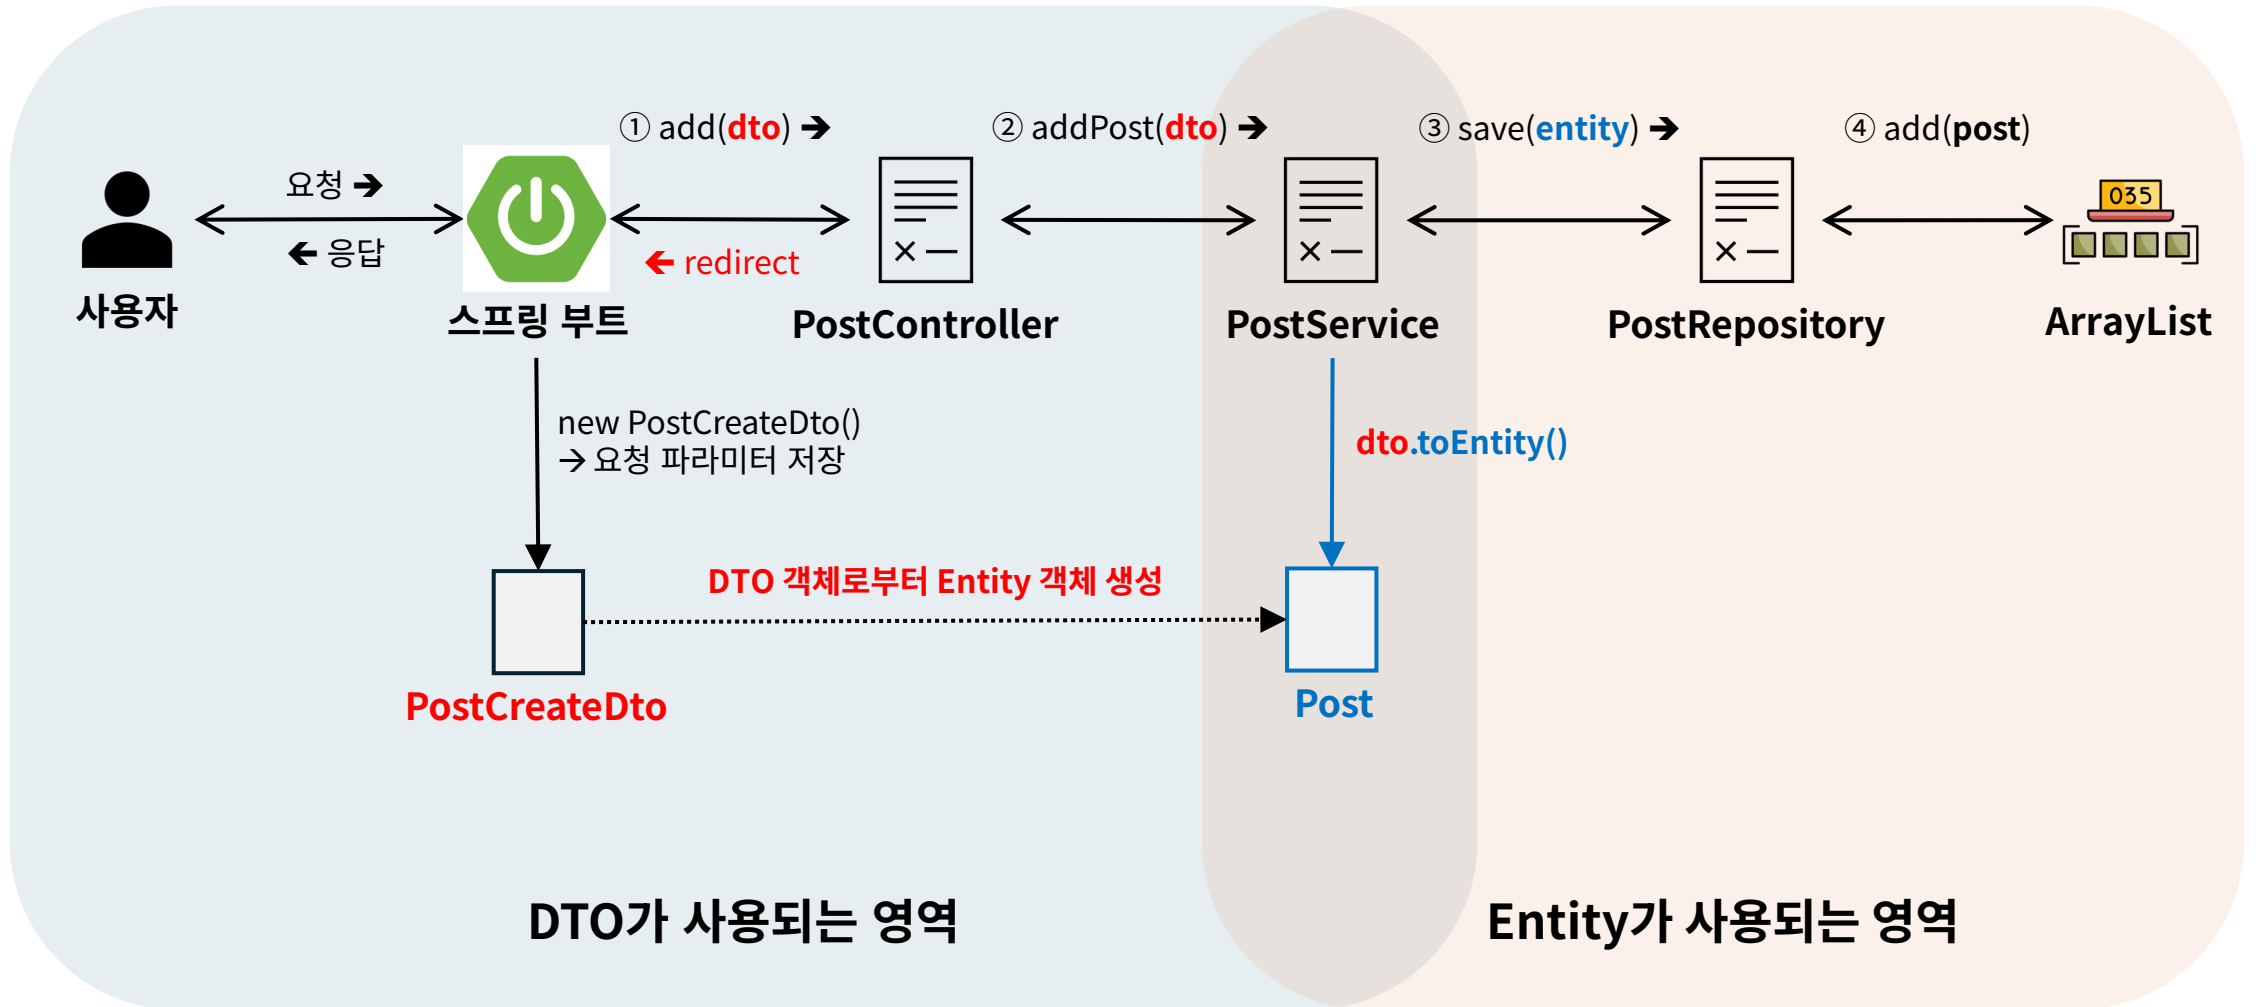 ① add(dto) ➔
② addPost(dto) ➔
③ save(entity) ➔
④ add(post)
요청 ➔
← 응답
← redirect
035
사용자
스프링 부트
PostController
PostService
PostRepository
ArrayList
new PostCreateDto()
→ 요청 파라미터 저장
dto.toEntity()
DTO 객체로부터 Entity 객체 생성
PostCreateDto
Post
DTO가 사용되는 영역
Entity가 사용되는 영역